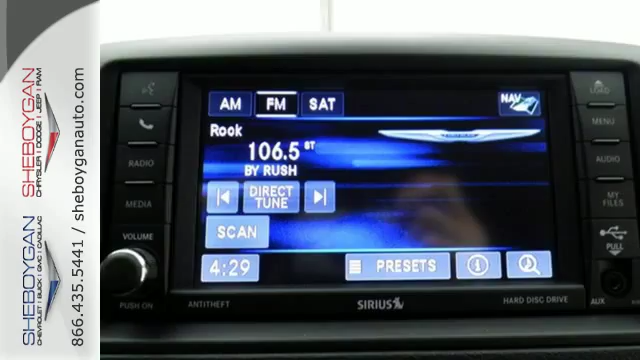 SHEBOYGAN
CHRYSLER | DODGE | JEEP | RAM
SHEBOYGAN
CHEVROLET | BUICK | GMC | CADILLAC
866.435.5441 / sheboyganauto.com
RADIO
MEDIA
VOLUME
PUSH ON
AM FM SAT
NAV
Rock
106.5 ST
BY RUSH
DIRECT TUNE
SCAN
4:29
PRESETS
ANTITHEFT
SIRIUS
HARD DISC DRIVE
LOAD
MENU
AUDIO
MY FILES
PULL
AUX